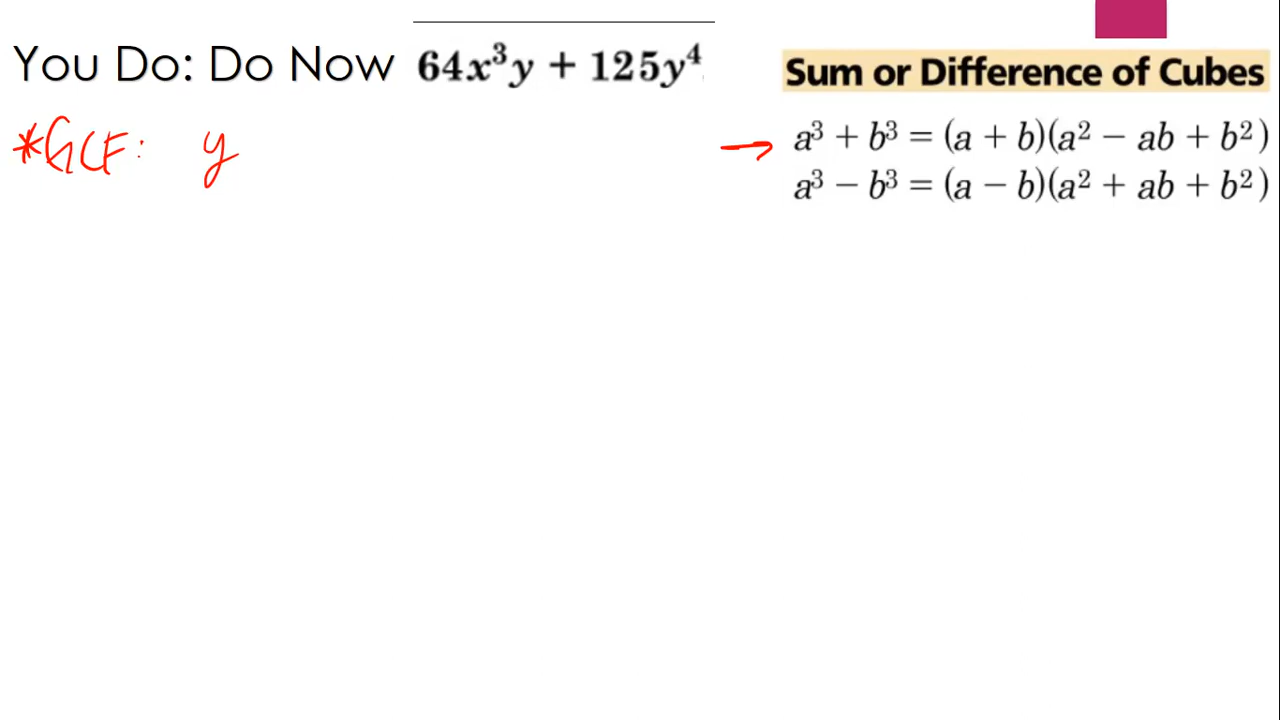 You Do: Do Now 64x³y + 125y⁴
*GCF: y
Sum or Difference of Cubes
→ a³ + b³ = (a + b)(a² − ab + b²)
a³ − b³ = (a − b)(a² + ab + b²)